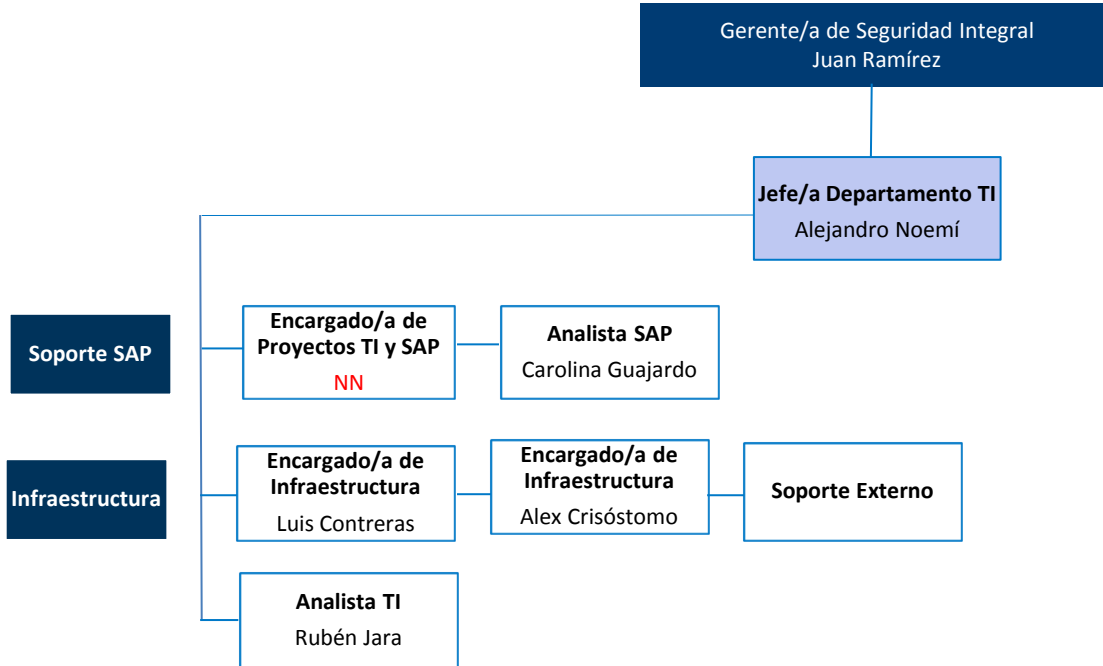 Gerente/a de Seguridad Integral
Juan Ramírez
Jefe/a Departamento TI
Alejandro Noemí
Soporte SAP
Encargado/a de
Proyectos TI y SAP
NN
Analista SAP
Carolina Guajardo
Infraestructura
Encargado/a de
Infraestructura
Luis Contreras
Encargado/a de
Infraestructura
Alex Crisóstomo
Soporte Externo
Analista TI
Rubén Jara